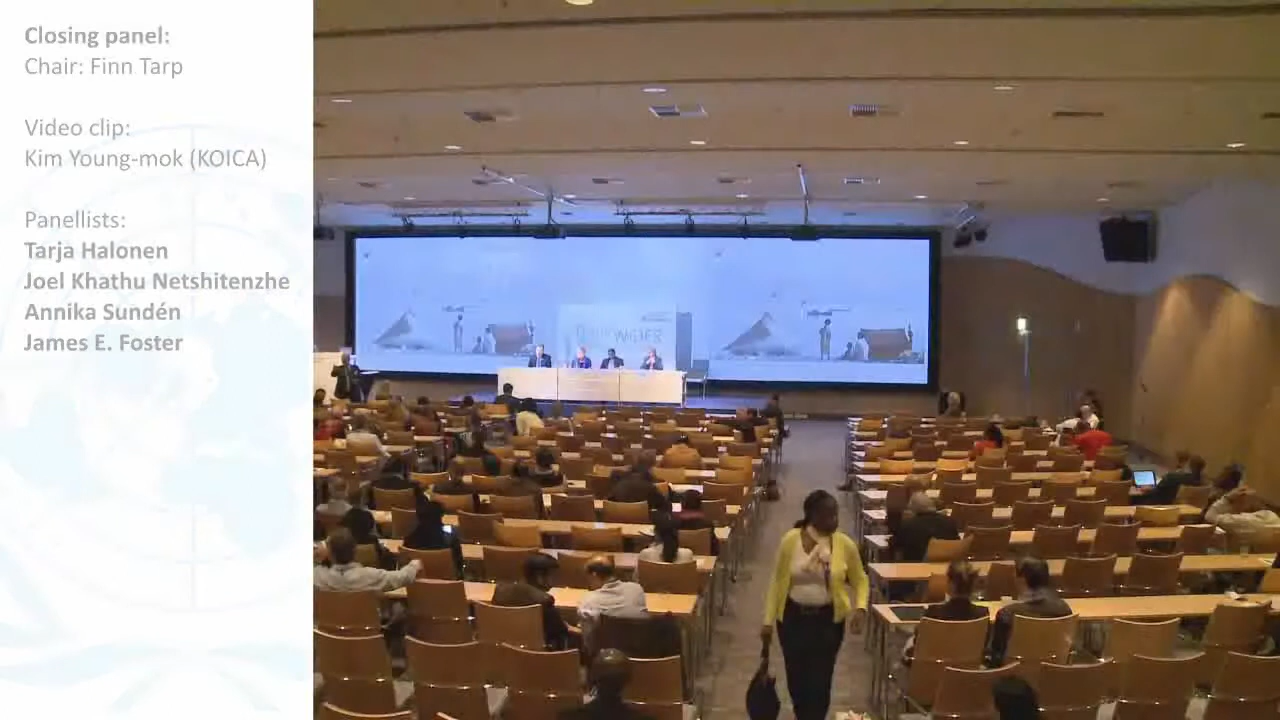 Closing panel:
Chair: Finn Tarp
Video clip:
Kim Young-mok (KOICA)
Panellists:
Tarja Halonen
Joel Khathu Netshitenzhe
Annika Sundén
James E. Foster